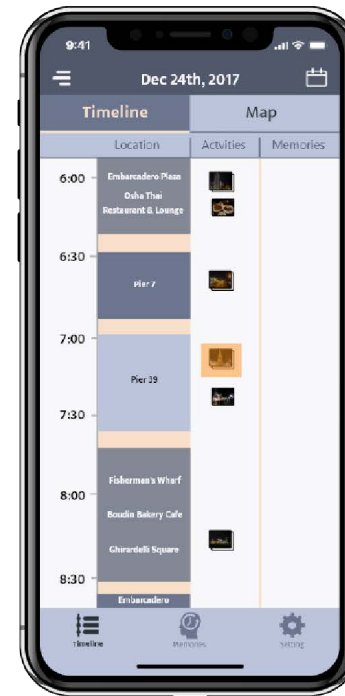 9:41
Dec 24th, 2017
Timeline
Map
Location
Actvities
Memories
6:00
Embarcadero Plaza
Osha Thai
Restaurant & Lounge
6:30
Pier 7
7:00
Pier 39
7:30
Fisherman's Wharf
8:00
Boudin Bakery Cafe
Ghirardelli Square
8:30
Embarcadero
Timeline
Memories
Setting